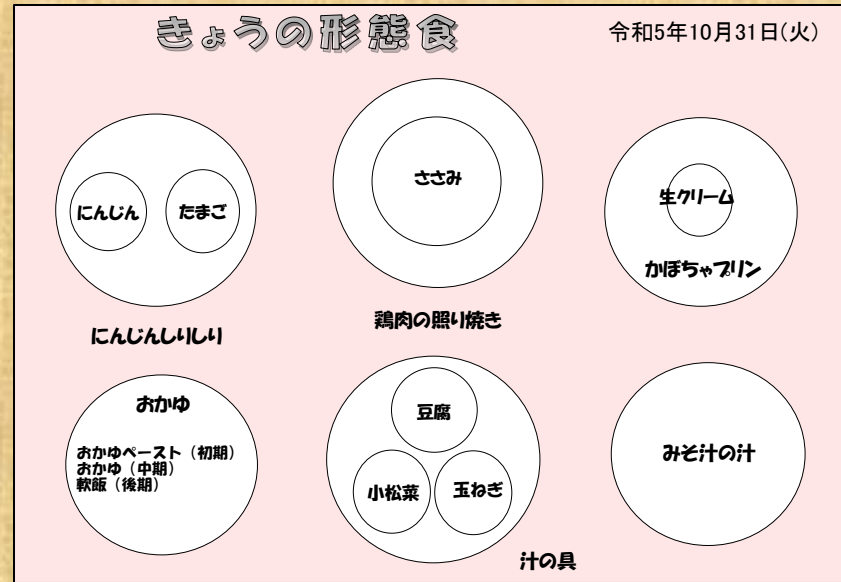 きょうの形態食
令和5年10月31日(火)
にんじん
たまご
にんじんしりしり
ささみ
鶏肉の照り焼き
生クリーム
かぼちゃプリン
おかゆ
おかゆペースト（初期）
おかゆ（中期）
軟飯（後期）
豆腐
小松菜
玉ねぎ
汁の具
みそ汁の汁